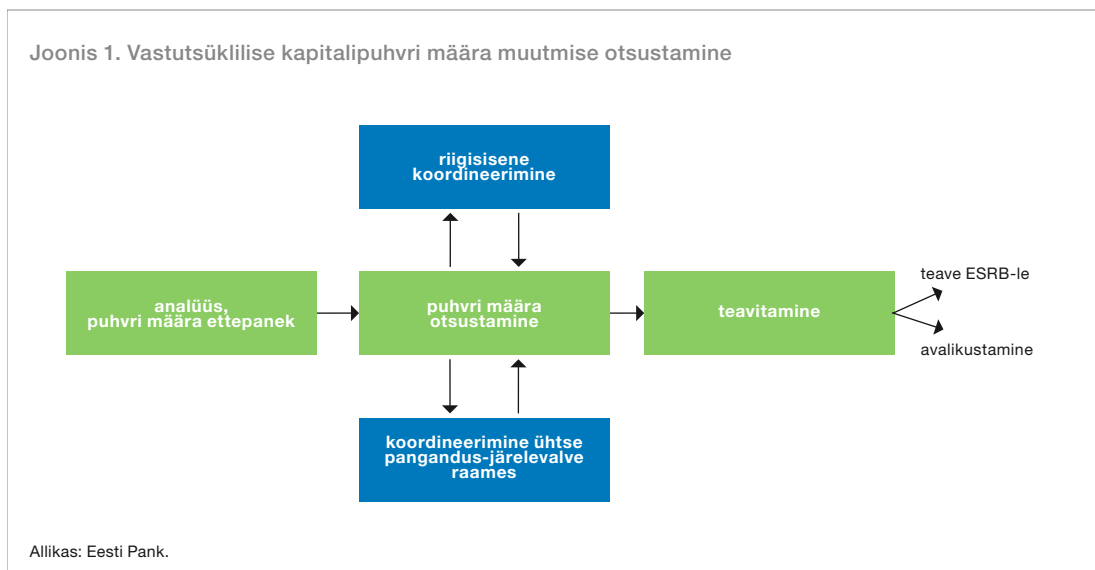 Joonis 1. Vastutsüklilise kapitalipuhvri määra muutmise otsustamine
riigisisene
koordineerimine
analüüs,
puhvri määra ettepanek
puhvri määra
otsustamine
teavitamine
teave ESRB-le
avalikustamine
koordineerimine ühtse
pangandus-järelevalve
raames
Allikas: Eesti Pank.